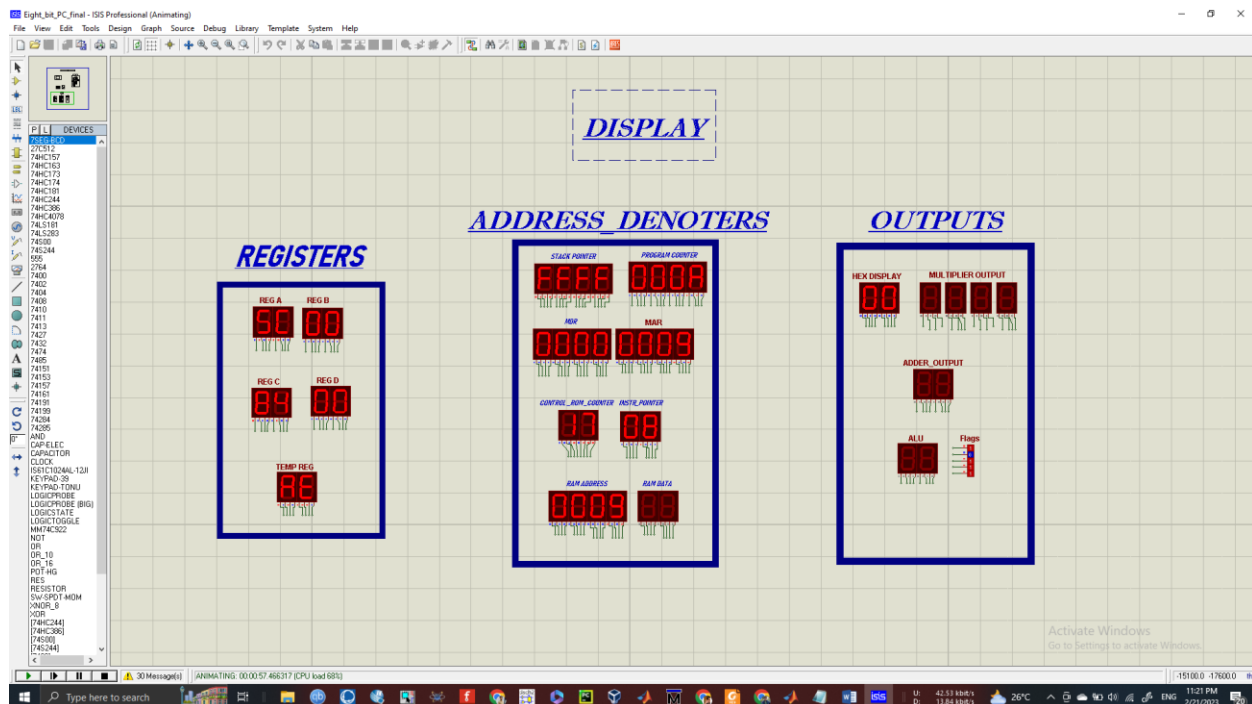 Eight_bit_PC_final - ISIS Professional (Animating)
File View Edit Tools Design Graph Source Debug Library Template System Help
P L DEVICES
7SEG-BCD
27C512
74HC157
74HC163
74HC173
74HC174
74HC181
74HC244
74HC386
74HC4078
74LS181
74LS283
74S00
74S244
555
2764
7400
7402
7404
7408
7410
7411
7413
7427
7432
7474
7485
74151
74153
74157
74161
74191
74199
74284
74285
AND
CAP-ELEC
CAPACITOR
CLOCK
IS61C1024AL-12JI
KEYPAD-39
KEYPAD-TONU
LOGICPROBE
LOGICPROBE (BIG)
LOGICSTATE
LOGICTOGGLE
MM74C922
NOT
OR
OR_10
OR_16
POT-HG
RES
RESISTOR
SW-SPDT-MOM
XNOR_8
XOR
[74HC244]
[74HC386]
[74S00]
[74S244]
0°
DISPLAY
REGISTERS
REG A REG B
5C 00
REG C REG D
84 00
TEMP REG
AE
ADDRESS_DENOTERS
STACK POINTER PROGRAM COUNTER
FFFF 000A
MDR MAR
0000 0009
CONTROL_ROM_COUNTER INSTR_POINTER
17 08
RAM ADDRESS RAM DATA
0009
OUTPUTS
HEX DISPLAY MULTIPLIER OUTPUT
00
ADDER_OUTPUT
ALU Flags
Activate Windows
Go to Settings to activate Windows.
30 Message(s) ANIMATING: 00:00:57.466317 (CPU load 68%) -15100.0 -17600.0 th
Type here to search
U: 42.53 kbit/s
D: 13.84 kbit/s
26°C ENG 11:21 PM
2/21/2023